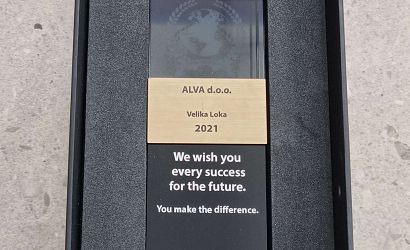 ALVA d.o.o.
Velika Loka
2021
We wish you
every success
for the future.
You make the difference.